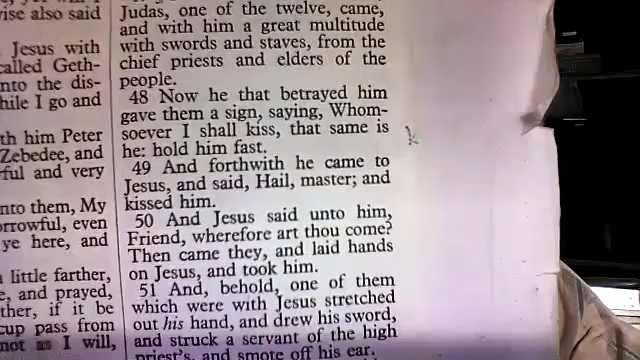 wise also said
Jesus with
called Geth-
nto the dis-
hile I go and
th him Peter
Zebedee, and
ful and very
nto them, My
rrowful, even
ye here, and
a little farther,
e, and prayed,
ther, if it be
cup pass from
not as I will,
Judas, one of the twelve, came,
and with him a great multitude
with swords and staves, from the
chief priests and elders of the
people.
48 Now he that betrayed him
gave them a sign, saying, Whom-
soever I shall kiss, that same is
he: hold him fast.
49 And forthwith he came to
Jesus, and said, Hail, master; and
kissed him.
50 And Jesus said unto him,
Friend, wherefore art thou come?
Then came they, and laid hands
on Jesus, and took him.
51 And, behold, one of them
which were with Jesus stretched
out his hand, and drew his sword,
and struck a servant of the high
priest's, and smote off his ear.